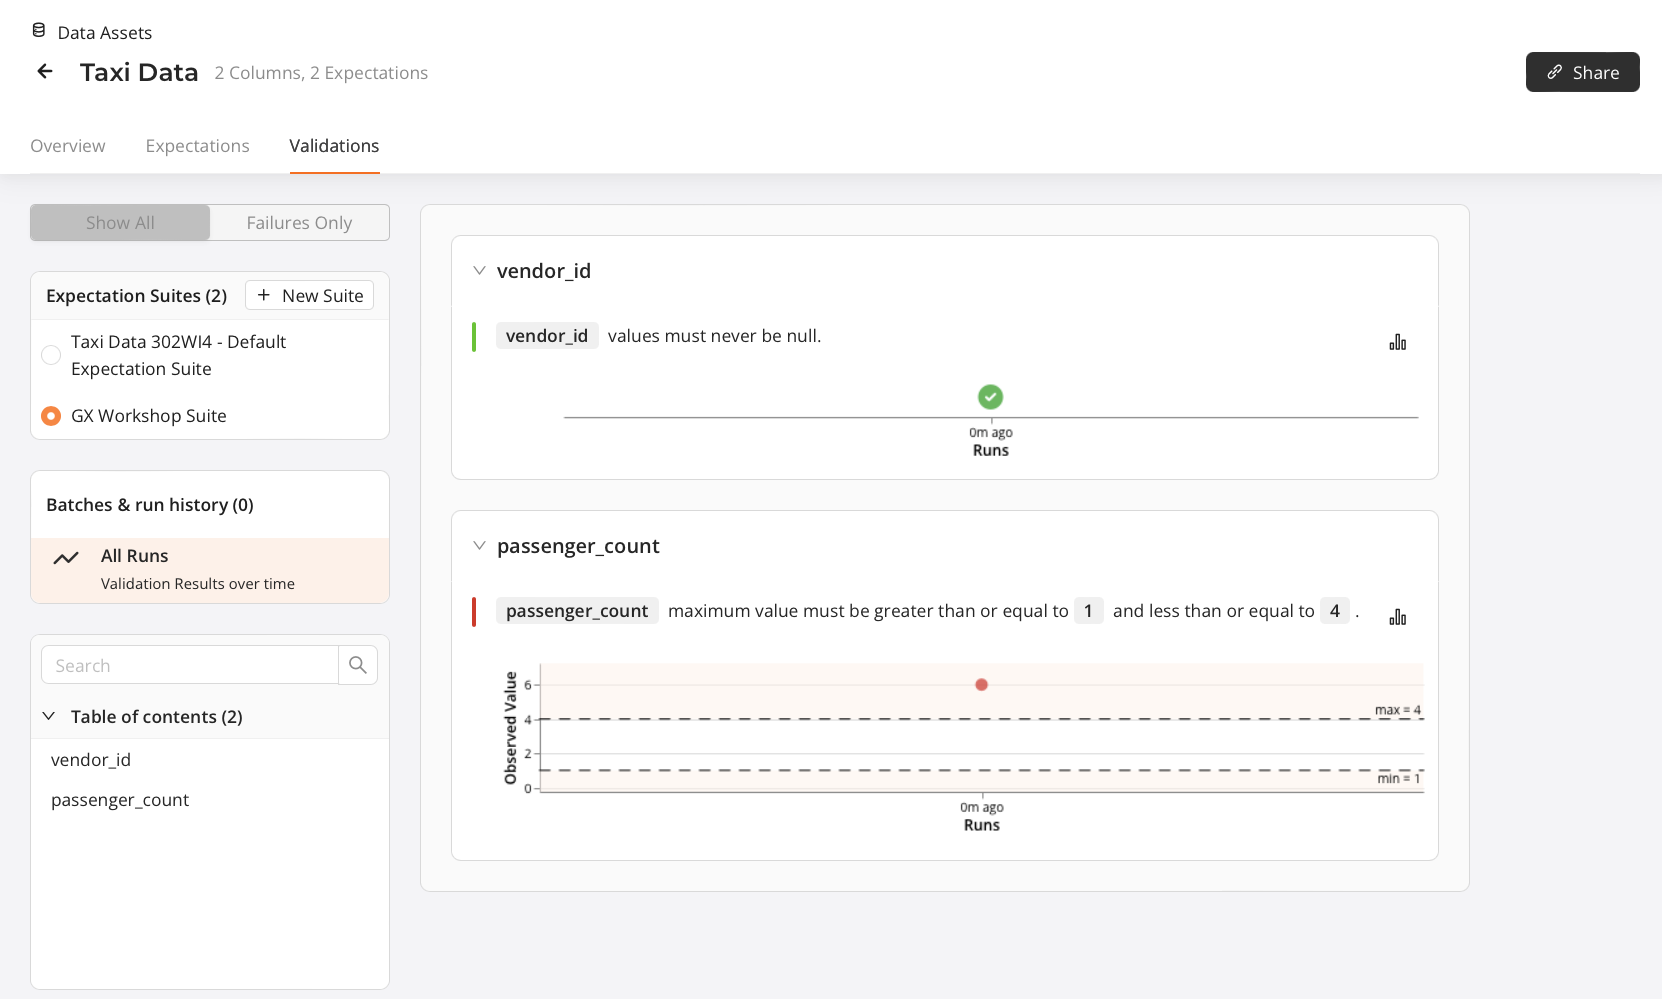 Data Assets
Taxi Data 2 Columns, 2 Expectations
Share
Overview Expectations Validations
Show All Failures Only
Expectation Suites (2) + New Suite
Taxi Data 302WI4 - Default
Expectation Suite
GX Workshop Suite
Batches & run history (0)
All Runs
Validation Results over time
Search
Table of contents (2)
vendor_id
passenger_count
vendor_id
vendor_id values must never be null.
0m ago
Runs
passenger_count
passenger_count maximum value must be greater than or equal to 1 and less than or equal to 4 .
Observed Value
6
4
2
0
max = 4
min = 1
0m ago
Runs